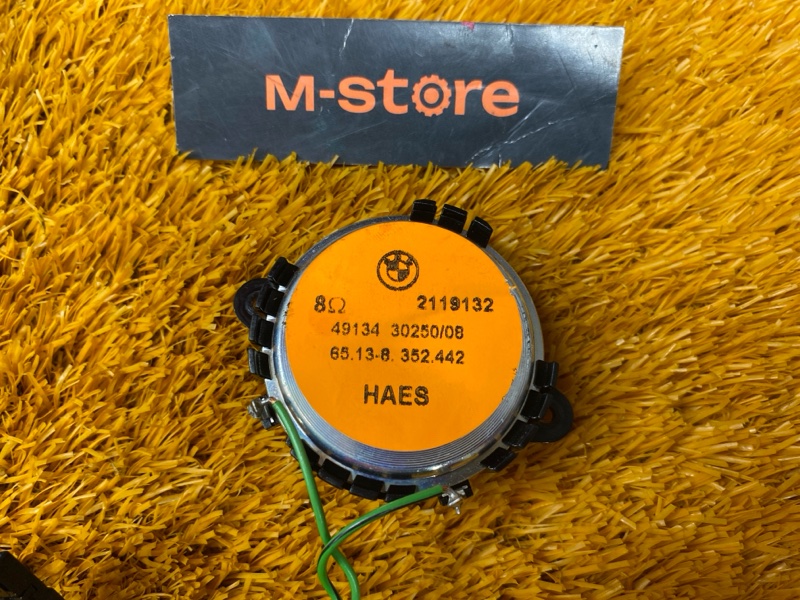 M-store
8Ω 2119132
49134 30250/08
65.13-8. 352.442
HAES